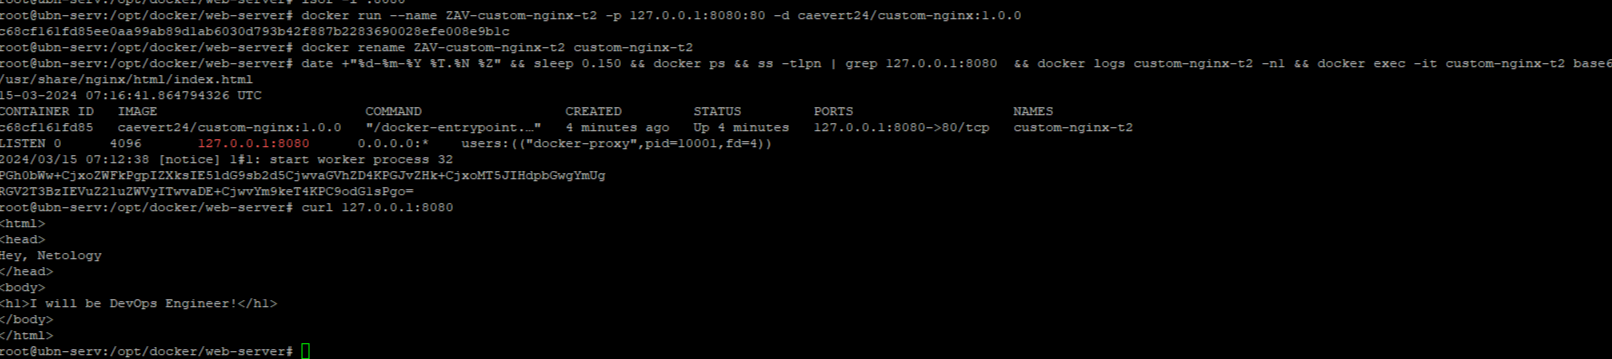 root@ubn-serv:/opt/docker/web-server# docker run --name ZAV-custom-nginx-t2 -p 127.0.0.1:8080:80 -d caevert24/custom-nginx:1.0.0
c68cf161fd85ee0aa99ab89d1ab6030d793b42f887b2283690028efe008e9b1c
root@ubn-serv:/opt/docker/web-server# docker rename ZAV-custom-nginx-t2 custom-nginx-t2
root@ubn-serv:/opt/docker/web-server# date +"%d-%m-%Y %T.%N %Z" && sleep 0.150 && docker ps && ss -tlpn | grep 127.0.0.1:8080  && docker logs custom-nginx-t2 -n1 && docker exec -it custom-nginx-t2 base6
/usr/share/nginx/html/index.html
15-03-2024 07:16:41.864794326 UTC
CONTAINER ID   IMAGE                          COMMAND                  CREATED         STATUS         PORTS                    NAMES
c68cf161fd85   caevert24/custom-nginx:1.0.0   "/docker-entrypoint.…"   4 minutes ago   Up 4 minutes   127.0.0.1:8080->80/tcp   custom-nginx-t2
LISTEN 0      4096       127.0.0.1:8080      0.0.0.0:*    users:(("docker-proxy",pid=10001,fd=4))
2024/03/15 07:12:38 [notice] 1#1: start worker process 32
PGh0bWw+CjxoZWFkPgpIZXksIE5ldG9sb2d5CjwvaGVhZD4KPGJvZHk+CjxoMT5JIHdpbGwgYmUg
RGV2T3BzIEVuZ2luZWVyITwvaDE+CjwvYm9keT4KPC9odG1sPgo=
root@ubn-serv:/opt/docker/web-server# curl 127.0.0.1:8080
<html>
<head>
Hey, Netology
</head>
<body>
<h1>I will be DevOps Engineer!</h1>
</body>
</html>
root@ubn-serv:/opt/docker/web-server#